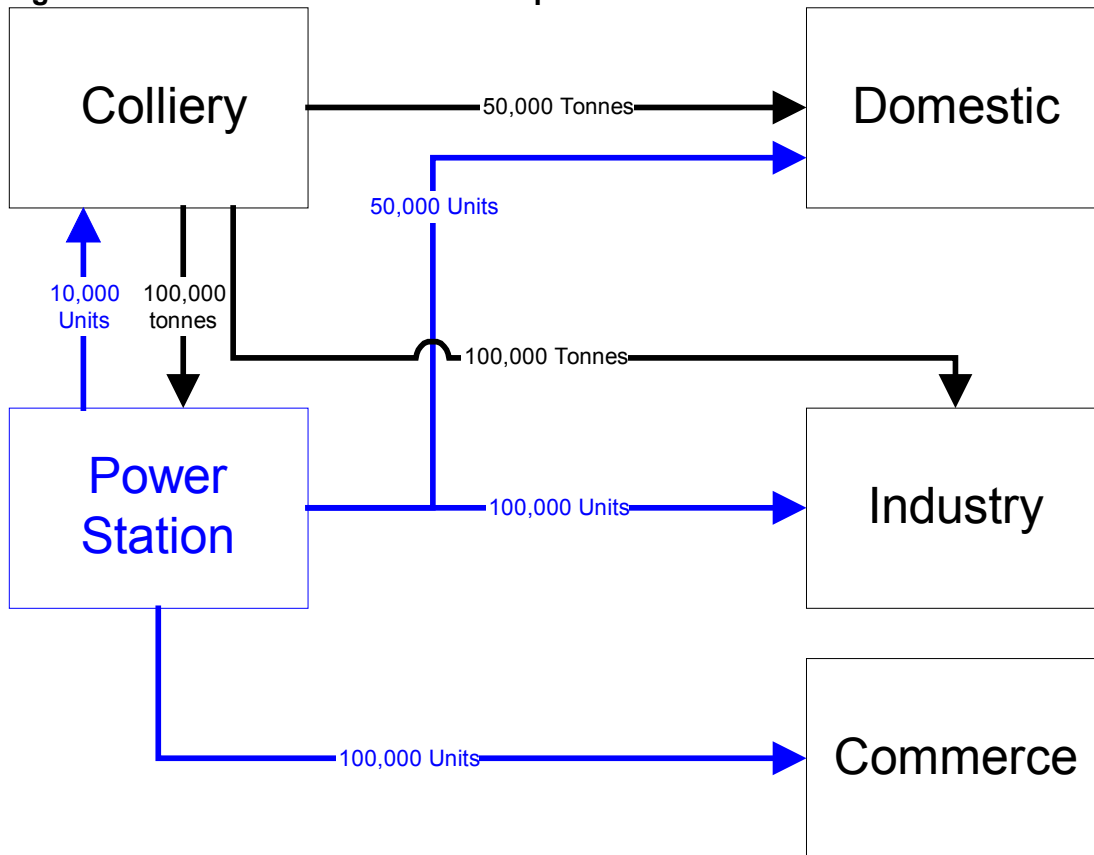 Colliery
50,000 Tonnes
Domestic
50,000 Units
10,000
Units
100,000
tonnes
100,000 Tonnes
Power
Station
100,000 Units
Industry
100,000 Units
Commerce